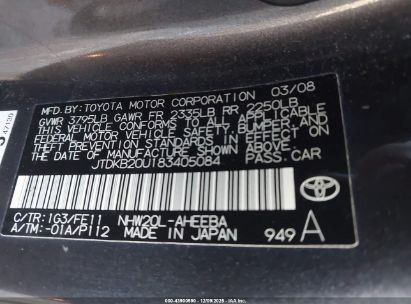 MFD. BY: TOYOTA MOTOR CORPORATION 03/08
GVWR 3795LB GAWR FR 2335LB RR 2250LB
THIS VEHICLE CONFORMS TO ALL APPLICABLE
FEDERAL MOTOR VEHICLE SAFETY, BUMPER, AND
THEFT PREVENTION STANDARDS IN EFFECT ON
THE DATE OF MANUFACTURE SHOWN ABOVE.
JTDKB20U183405084 PASS. CAR
C/TR: 1G3/FE11 NHW20L-AHEEBA
A/TM: -01A/P112 MADE IN JAPAN 949 A
TOYOTA
47130